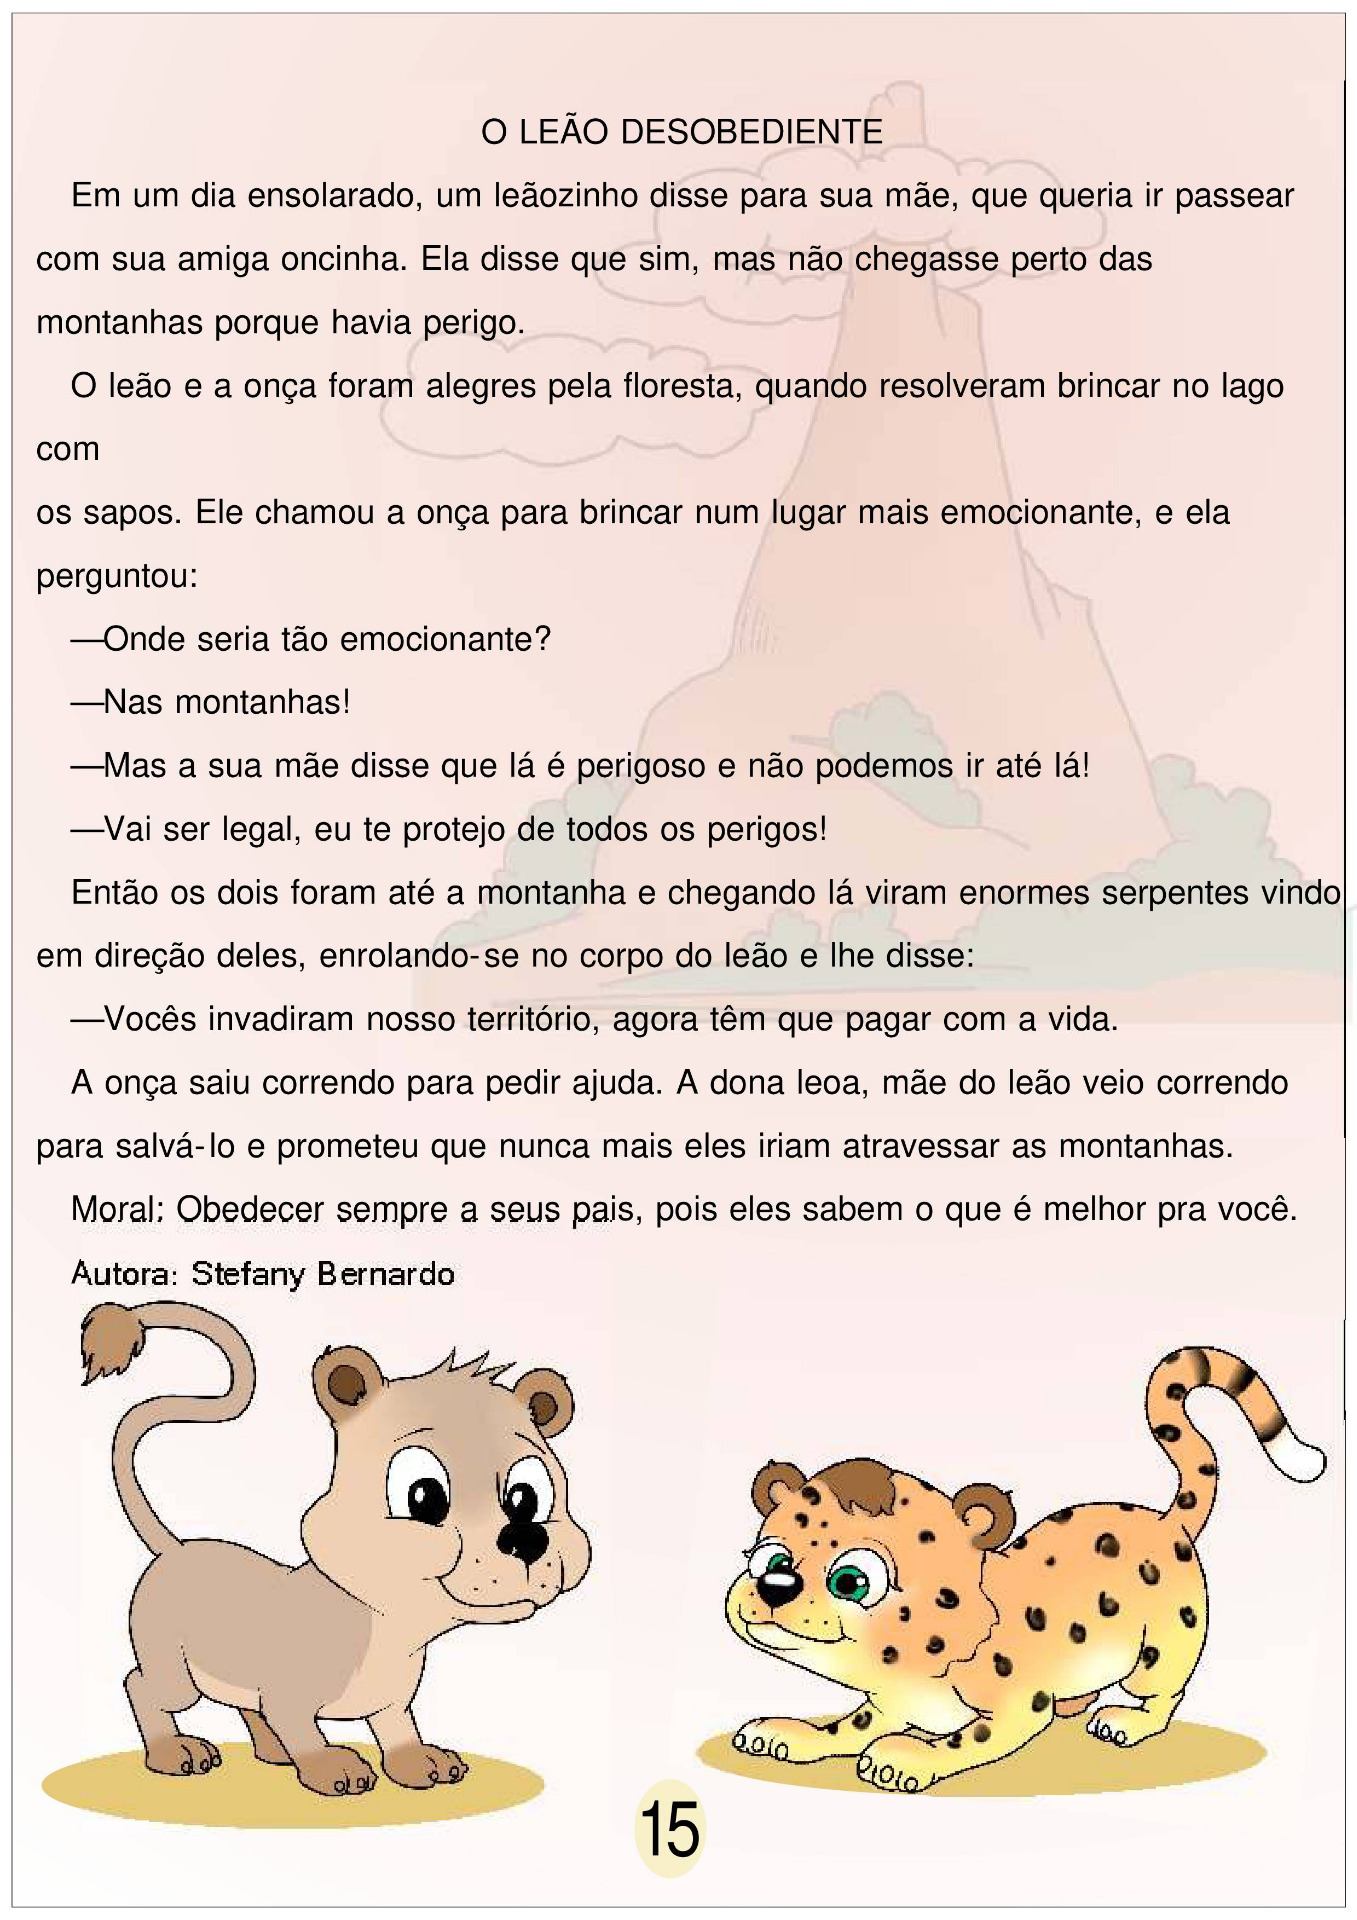 O LEÃO DESOBEDIENTE
Em um dia ensolarado, um leãozinho disse para sua mãe, que queria ir passear
com sua amiga oncinha. Ela disse que sim, mas não chegasse perto das
montanhas porque havia perigo.
O leão e a onça foram alegres pela floresta, quando resolveram brincar no lago
com
os sapos. Ele chamou a onça para brincar num lugar mais emocionante, e ela
perguntou:
—Onde seria tão emocionante?
—Nas montanhas!
—Mas a sua mãe disse que lá é perigoso e não podemos ir até lá!
—Vai ser legal, eu te protejo de todos os perigos!
Então os dois foram até a montanha e chegando lá viram enormes serpentes vindo
em direção deles, enrolando-se no corpo do leão e lhe disse:
—Vocês invadiram nosso território, agora têm que pagar com a vida.
A onça saiu correndo para pedir ajuda. A dona leoa, mãe do leão veio correndo
para salvá-lo e prometeu que nunca mais eles iriam atravessar as montanhas.
Moral: Obedecer sempre a seus pais, pois eles sabem o que é melhor pra você.
Autora: Stefany Bernardo
15